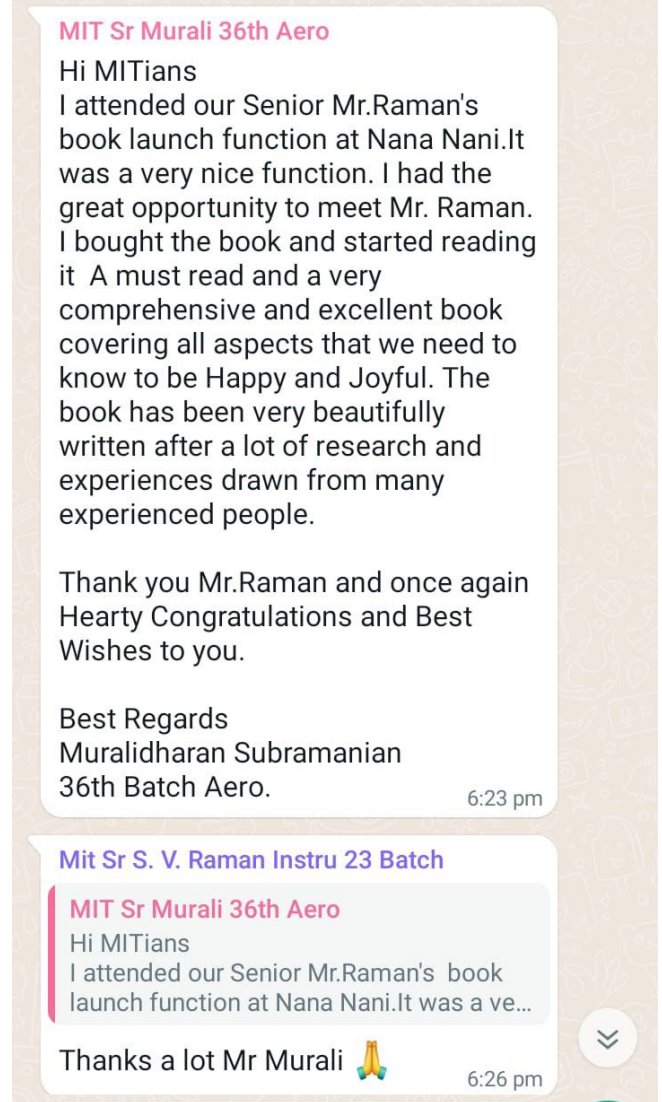 MIT Sr Murali 36th Aero
Hi MITians
I attended our Senior Mr.Raman's
book launch function at Nana Nani.It
was a very nice function. I had the
great opportunity to meet Mr. Raman.
I bought the book and started reading
it  A must read and a very
comprehensive and excellent book
covering all aspects that we need to
know to be Happy and Joyful. The
book has been very beautifully
written after a lot of research and
experiences drawn from many
experienced people.
Thank you Mr.Raman and once again
Hearty Congratulations and Best
Wishes to you.
Best Regards
Muralidharan Subramanian
36th Batch Aero.
6:23 pm
Mit Sr S. V. Raman Instru 23 Batch
MIT Sr Murali 36th Aero
Hi MITians
I attended our Senior Mr.Raman's  book
launch function at Nana Nani.It was a ve...
Thanks a lot Mr Murali 🙏
6:26 pm